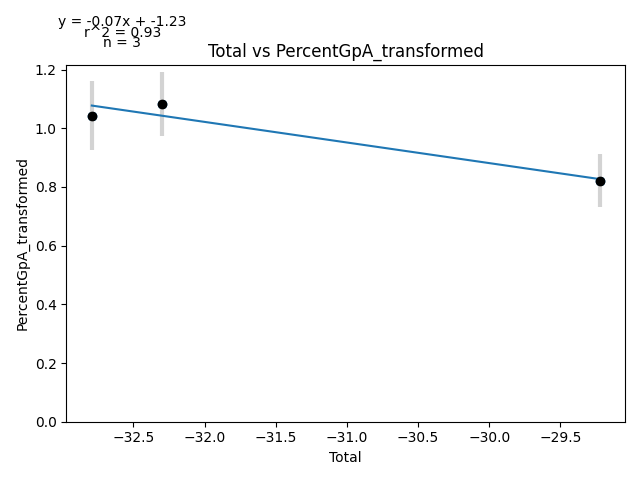 y = -0.07x + -1.23
r^2 = 0.93
n = 3
Total vs PercentGpA_transformed
PercentGpA_transformed
1.2
1.0
0.8
0.6
0.4
0.2
0.0
−32.5 −32.0 −31.5 −31.0 −30.5 −30.0 −29.5
Total